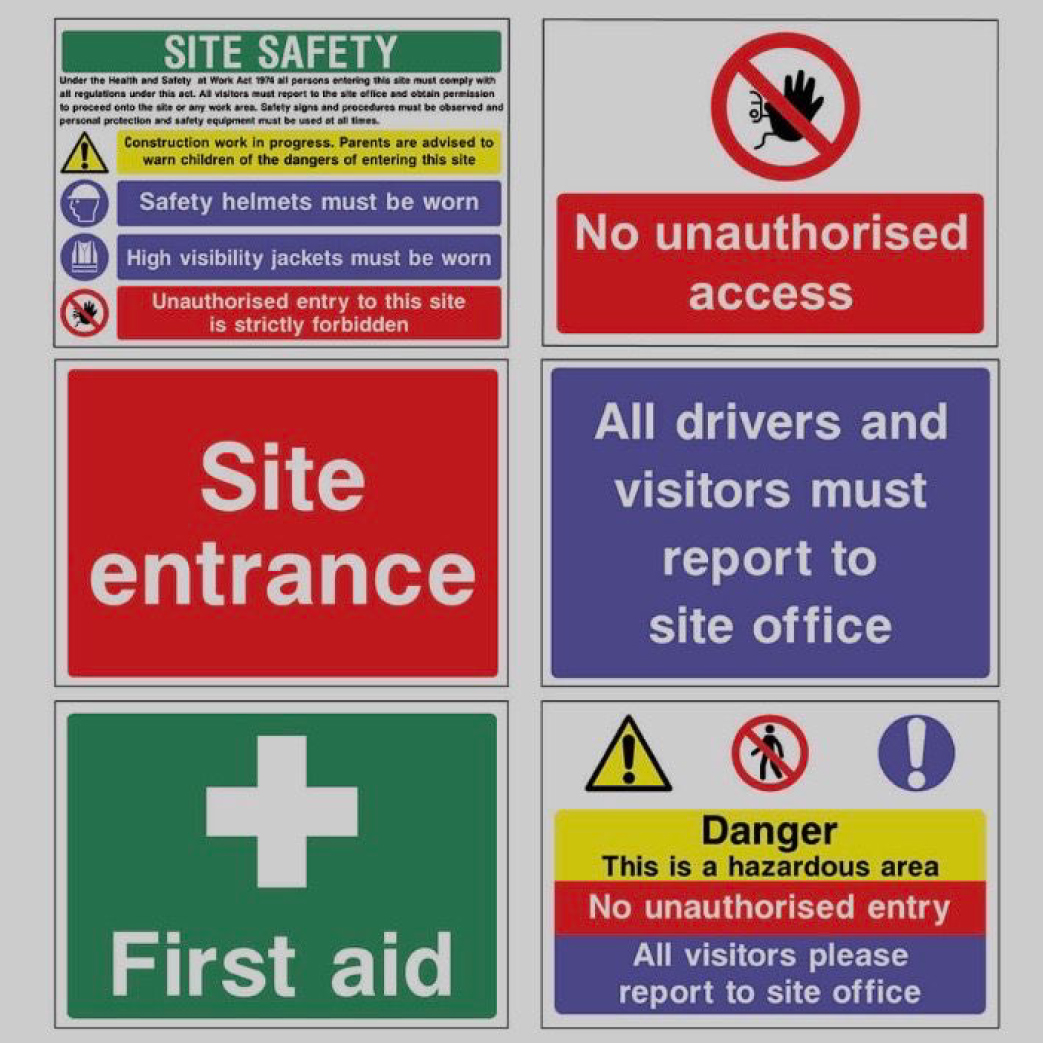 SITE SAFETY
Under the Health and Safety at Work Act 1974 all persons entering this site must comply with
all regulations under this act. All visitors must report to the site office and obtain permission
to proceed onto the site or any work area. Safety signs and procedures must be observed and
personal protection and safety equipment must be used at all times.
Construction work in progress. Parents are advised to
warn children of the dangers of entering this site
Safety helmets must be worn
High visibility jackets must be worn
Unauthorised entry to this site
is strictly forbidden
No unauthorised
access
Site
entrance
All drivers and
visitors must
report to
site office
First aid
Danger
This is a hazardous area
No unauthorised entry
All visitors please
report to site office